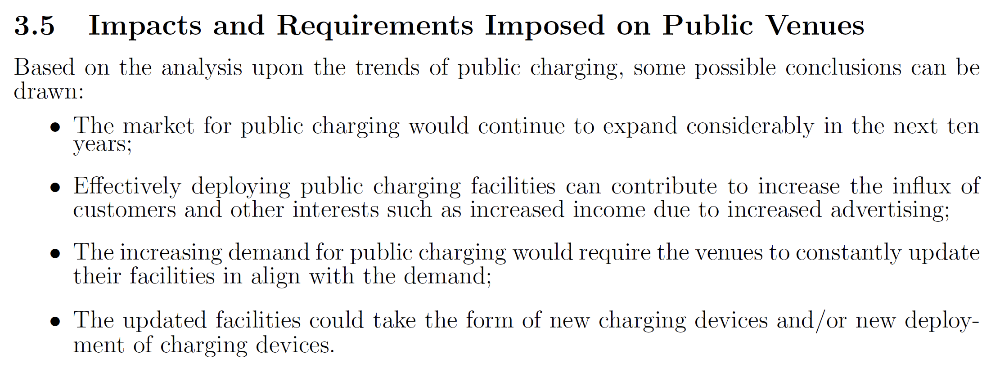 3.5 Impacts and Requirements Imposed on Public Venues
Based on the analysis upon the trends of public charging, some possible conclusions can be
drawn:
• The market for public charging would continue to expand considerably in the next ten
years;
• Effectively deploying public charging facilities can contribute to increase the influx of
customers and other interests such as increased income due to increased advertising;
• The increasing demand for public charging would require the venues to constantly update
their facilities in align with the demand;
• The updated facilities could take the form of new charging devices and/or new deploy-
ment of charging devices.